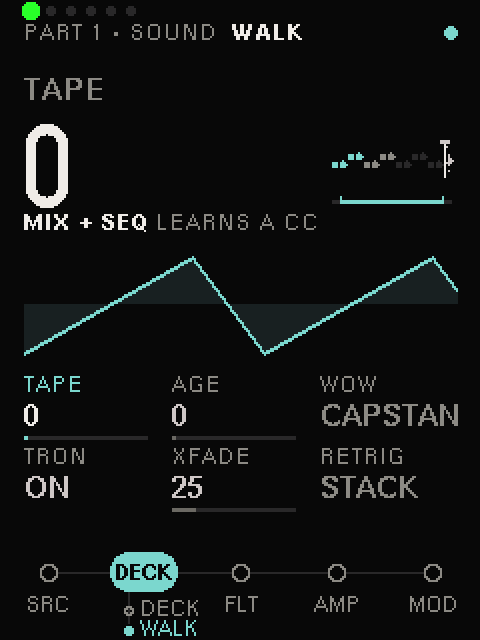 PART 1 · SOUND WALK
TAPE
0
MIX + SEQ LEARNS A CC
TAPE AGE WOW
0 0 CAPSTAN
TRON XFADE RETRIG
ON 25 STACK
DECK
SRC FLT AMP MOD
DECK
WALK